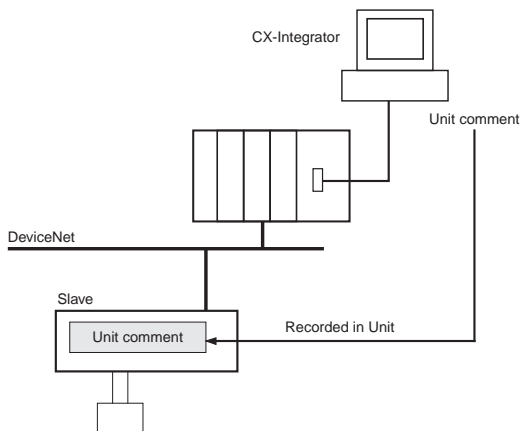 CX-Integrator
Unit comment
DeviceNet
Slave
Unit comment
Recorded in Unit